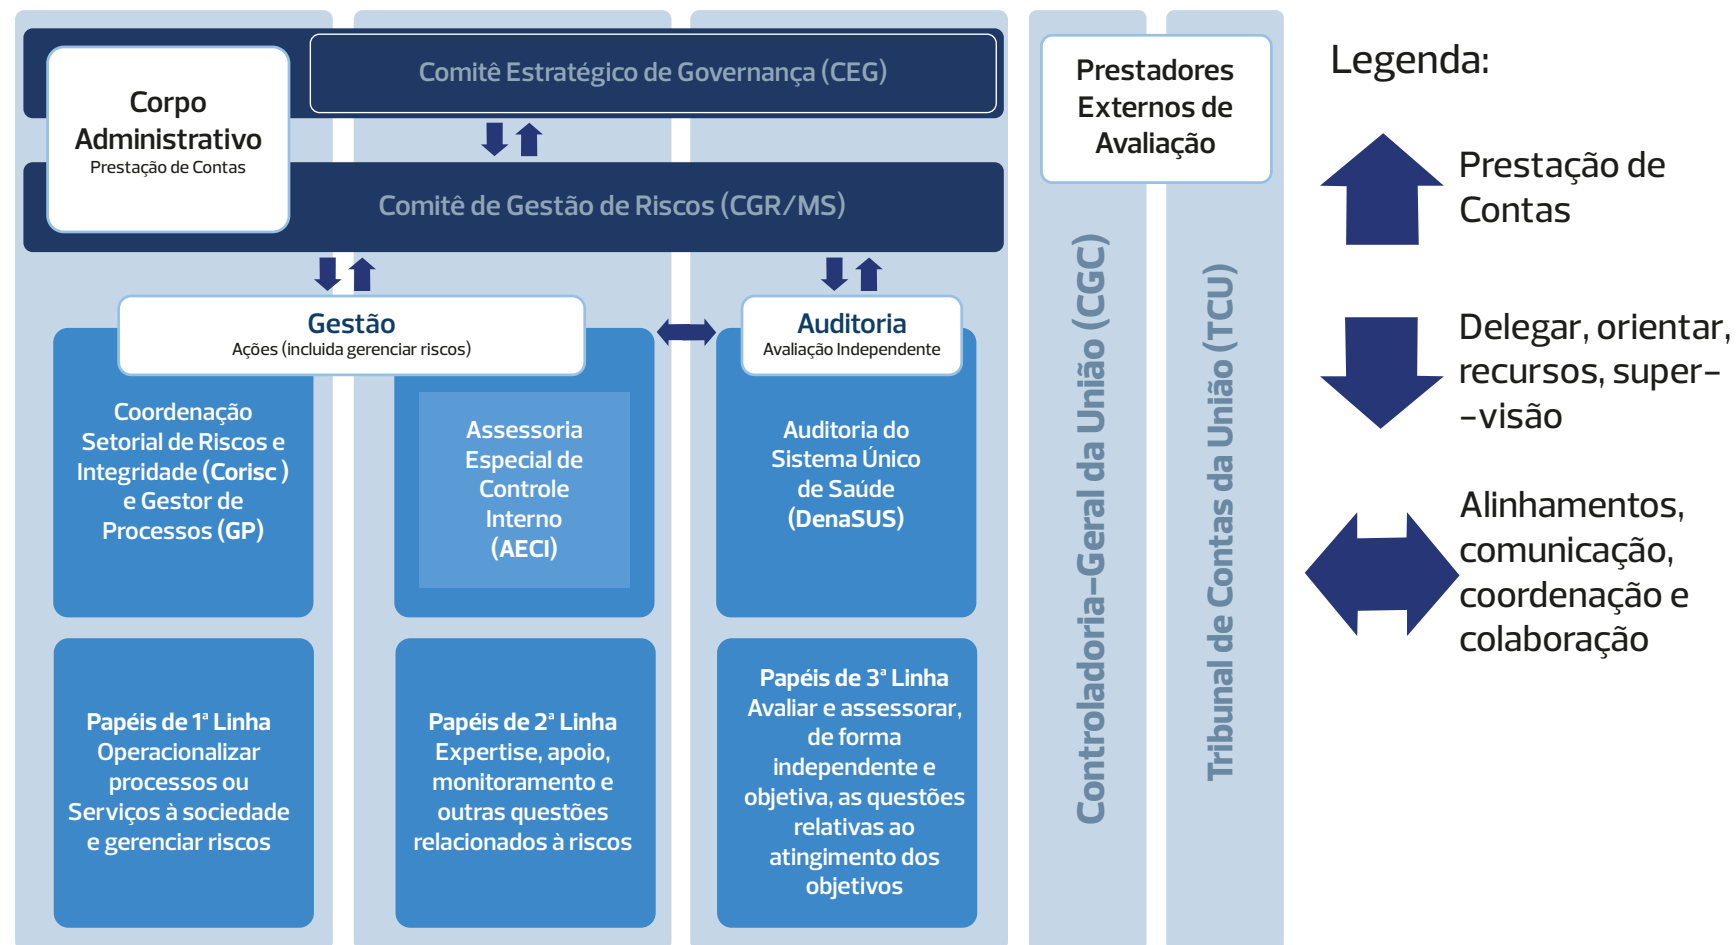 Comitê Estratégico de Governança (CEG)
Corpo
Administrativo
Prestação de Contas
Comitê de Gestão de Riscos (CGR/MS)
Gestão
Ações (incluida gerenciar riscos)
Auditoria
Avaliação Independente
Coordenação
Setorial de Riscos e
Integridade (Corisc )
e Gestor de
Processos (GP)
Assessoria
Especial de
Controle
Interno
(AECI)
Auditoria do
Sistema Único
de Saúde
(DenaSUS)
Papéis de 1ª Linha
Operacionalizar
processos ou
Serviços à sociedade
e gerenciar riscos
Papéis de 2ª Linha
Expertise, apoio,
monitoramento e
outras questões
relacionados à riscos
Papéis de 3ª Linha
Avaliar e assessorar,
de forma
independente e
objetiva, as questões
relativas ao
atingimento dos
objetivos
Prestadores
Externos de
Avaliação
Controladoria-Geral da União (CGC)
Tribunal de Contas da União (TCU)
Legenda:
Prestação de
Contas
Delegar, orientar,
recursos, super-
-visão
Alinhamentos,
comunicação,
coordenação e
colaboração